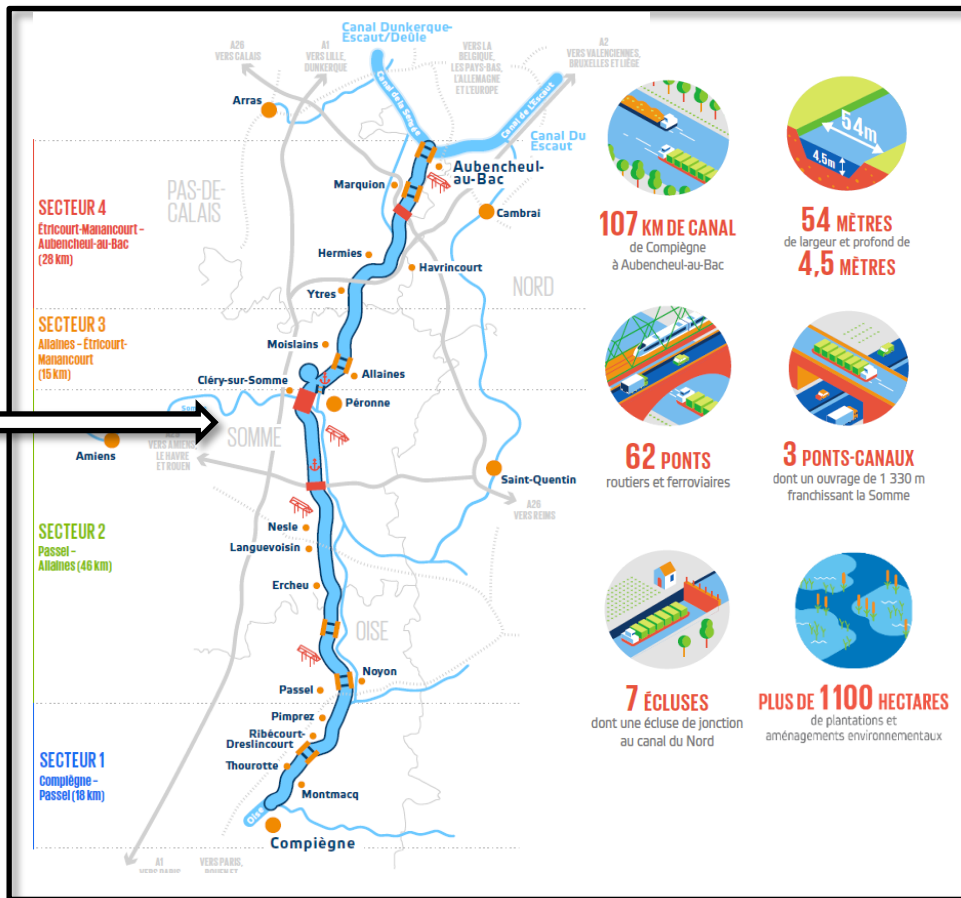 Canal Dunkerque-
Escaut/Deûle
A26
VERS CALAIS
A1
VERS LILLE,
DUNKERQUE
VERS LA
BELGIQUE,
LES PAYS-BAS,
L'ALLEMAGNE
ET L'EUROPE
A2
VERS VALENCIENNES,
BRUXELLES ET LIÈGE
Canal de la Sensée
Canal de l'Escaut
Canal Du
Escaut
Arras
Aubencheul-
au-Bac
Marquion
PAS-DE-
CALAIS
Cambrai
SECTEUR 4
Étricourt-Manancourt –
Aubencheul-au-Bac
(28 km)
Hermies
Havrincourt
NORD
Ytres
SECTEUR 3
Allaines – Étricourt-
Manancourt
(15 km)
Moislains
Allaines
Cléry-sur-Somme
Péronne
Som
SOMME
VERS AMIENS,
LE HAVRE
ET ROUEN
Amiens
Saint-Quentin
A26
VERS REIMS
SECTEUR 2
Passel –
Allaines (46 km)
Nesle
Languevoisin
Ercheu
OISE
Noyon
Passel
Pimprez
Ribécourt-
Dreslincourt
SECTEUR 1
Compiègne –
Passel (18 km)
Thourotte
Montmacq
Oise
Compiègne
A1
VERS PARIS
VERS PARIS,
ROUEN ET
107 KM DE CANAL
de Compiègne
à Aubencheul-au-Bac
54m
4,5m
54 MÈTRES
de largeur et profond de
4,5 MÈTRES
62 PONTS
routiers et ferroviaires
3 PONTS-CANAUX
dont un ouvrage de 1 330 m
franchissant la Somme
7 ÉCLUSES
dont une écluse de jonction
au canal du Nord
PLUS DE 1100 HECTARES
de plantations et
aménagements environnementaux